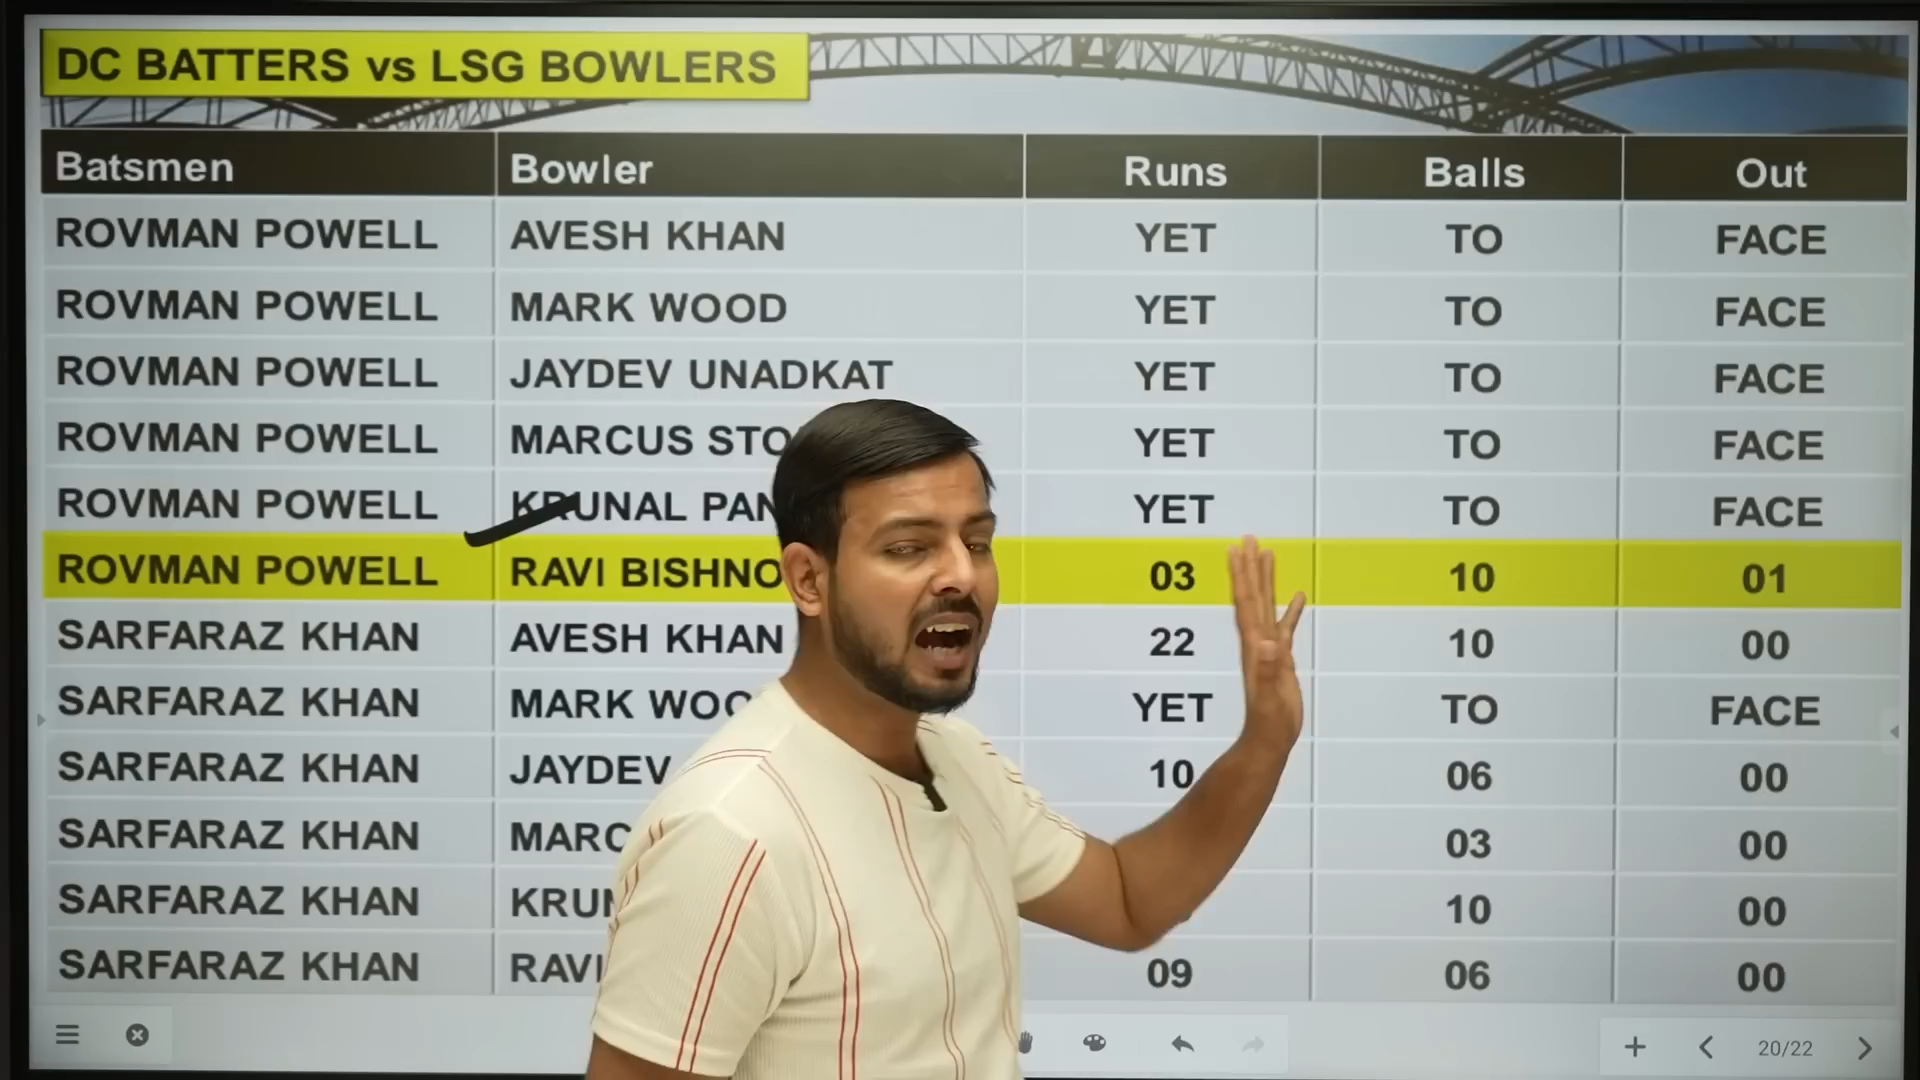 DC BATTERS vs LSG BOWLERS
Batsmen Bowler Runs Balls Out
ROVMAN POWELL AVESH KHAN YET TO FACE
ROVMAN POWELL MARK WOOD YET TO FACE
ROVMAN POWELL JAYDEV UNADKAT YET TO FACE
ROVMAN POWELL MARCUS STO YET TO FACE
ROVMAN POWELL KRUNAL PAN YET TO FACE
ROVMAN POWELL RAVI BISHNO 03 10 01
SARFARAZ KHAN AVESH KHAN 22 10 00
SARFARAZ KHAN MARK WOO YET TO FACE
SARFARAZ KHAN JAYDEV 10 06 00
SARFARAZ KHAN MARC 03 00
SARFARAZ KHAN KRUN 10 00
SARFARAZ KHAN RAVI 09 06 00
20/22